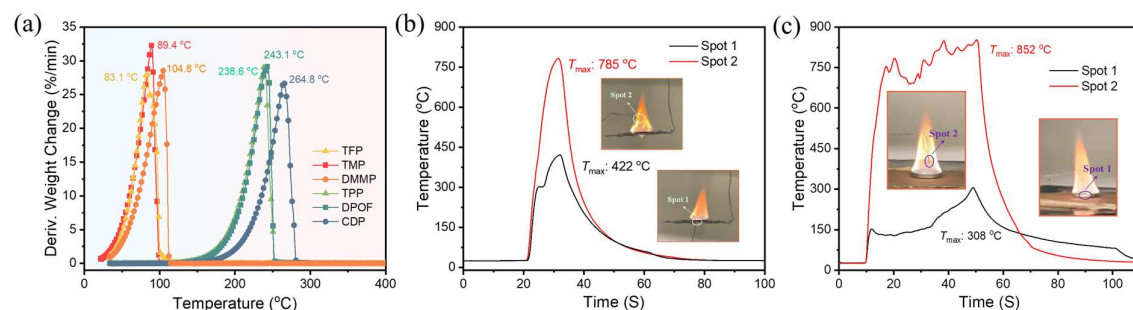 (a)
Deriv. Weight Change (%/min)
35
30
25
20
15
10
5
0
89.4 °C
83.1 °C
104.8 °C
243.1 °C
238.6 °C
264.8 °C
TFP
TMP
DMMP
TPP
DPOF
CDP
0 100 200 300 400
Temperature (°C)
(b)
Temperature (°C)
900
750
600
450
300
150
0
Spot 1
Spot 2
Tmax: 785 °C
Spot 2
Tmax: 422 °C
Spot 1
0 20 40 60 80 100
Time (S)
(c)
Temperature (°C)
900
750
600
450
300
150
0
Tmax: 852 °C
Spot 1
Spot 2
Spot 2
Spot 1
Tmax: 308 °C
0 20 40 60 80 100
Time (S)